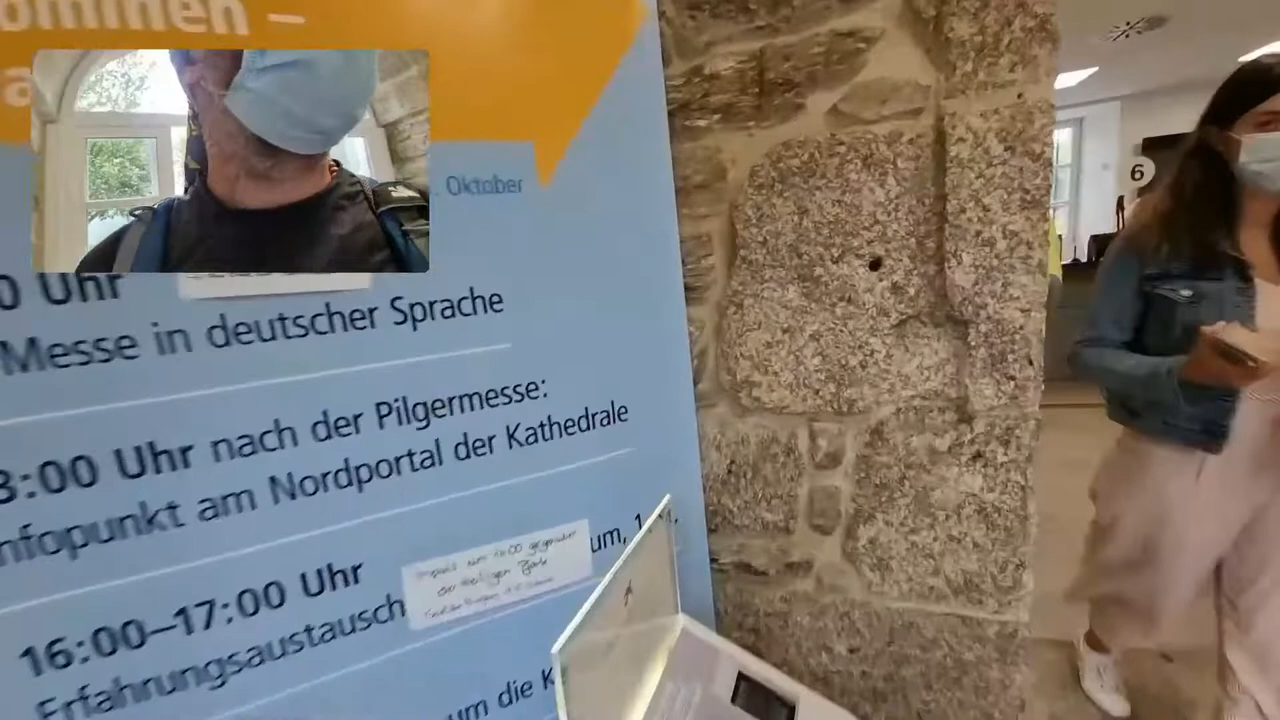 ommen –
a
. Oktober
0 Uhr
Messe in deutscher Sprache
3:00 Uhr nach der Pilgermesse:
nfopunkt am Nordportal der Kathedrale
16:00–17:00 Uhr
Erfahrungsaustausch
um, 1
um die K
6